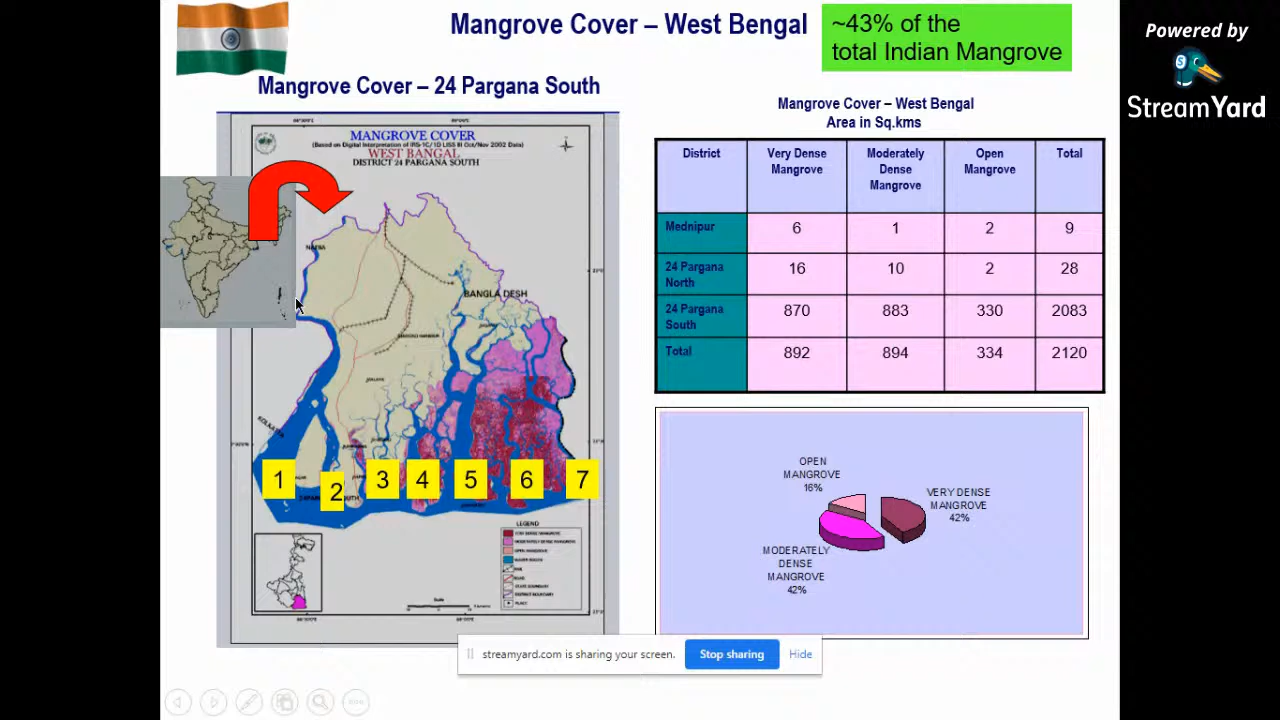 Mangrove Cover – West Bengal
~43% of the
total Indian Mangrove
Powered by
StreamYard
Mangrove Cover – 24 Pargana South
MANGROVE COVER
(Based on Digital Interpretation of IRS-1C/ 1D LISS III Oct/Nov 2002 Data)
WEST BANGAL
DISTRICT 24 PARGANA SOUTH
BANGLA DESH
1
2
3
4
5
6
7
LEGEND
Mangrove Cover – West Bengal
Area in Sq.kms
District Very Dense Mangrove Moderately Dense Mangrove Open Mangrove Total
Mednipur 6 1 2 9
24 Pargana North 16 10 2 28
24 Pargana South 870 883 330 2083
Total 892 894 334 2120
OPEN
MANGROVE
16%
VERY DENSE
MANGROVE
42%
MODERATELY
DENSE
MANGROVE
42%
streamyard.com is sharing your screen. Stop sharing Hide